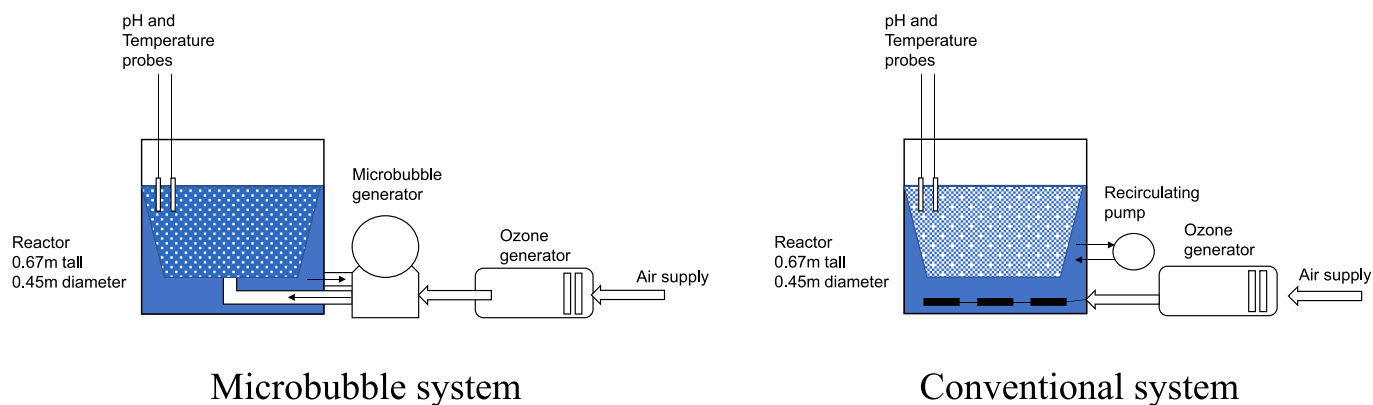 pH and
Temperature
probes
Microbubble
generator
Reactor
0.67m tall
0.45m diameter
Ozone
generator
Air supply
Microbubble system
pH and
Temperature
probes
Recirculating
pump
Reactor
0.67m tall
0.45m diameter
Ozone
generator
Air supply
Conventional system